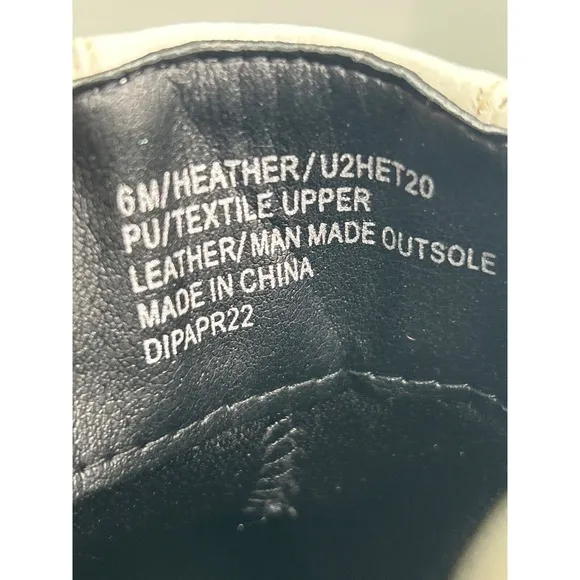 6M/HEATHER/U2HET20
PU/TEXTILE UPPER
LEATHER/MAN MADE OUTSOLE
MADE IN CHINA
DIPAPR22